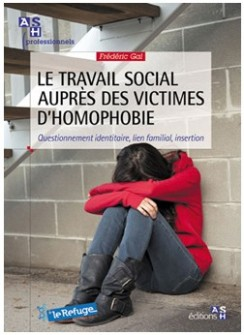 ASH
professionnels
Frédéric Gal
LE TRAVAIL SOCIAL
AUPRÈS DES VICTIMES
D'HOMOPHOBIE
Questionnement identitaire, lien familial, insertion
le Refuge
éditions ASH